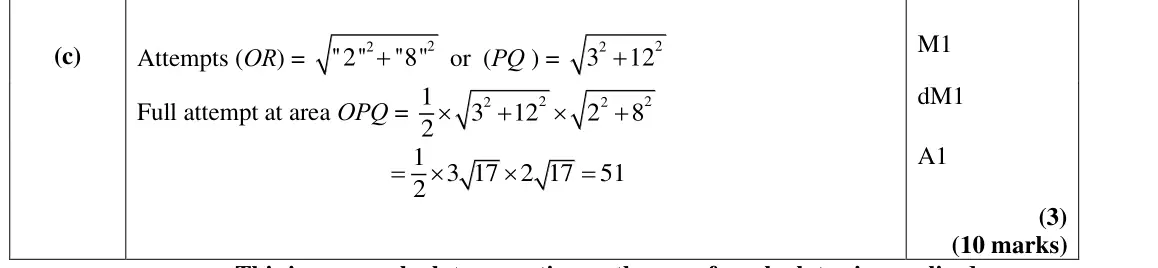 (c) Attempts (OR) = √("2"² + "8"²) or (PQ) = √(3² + 12²) M1
Full attempt at area OPQ = 1/2 × √(3² + 12²) × √(2² + 8²) dM1
= 1/2 × 3√17 × 2√17 = 51 A1
(3)
(10 marks)